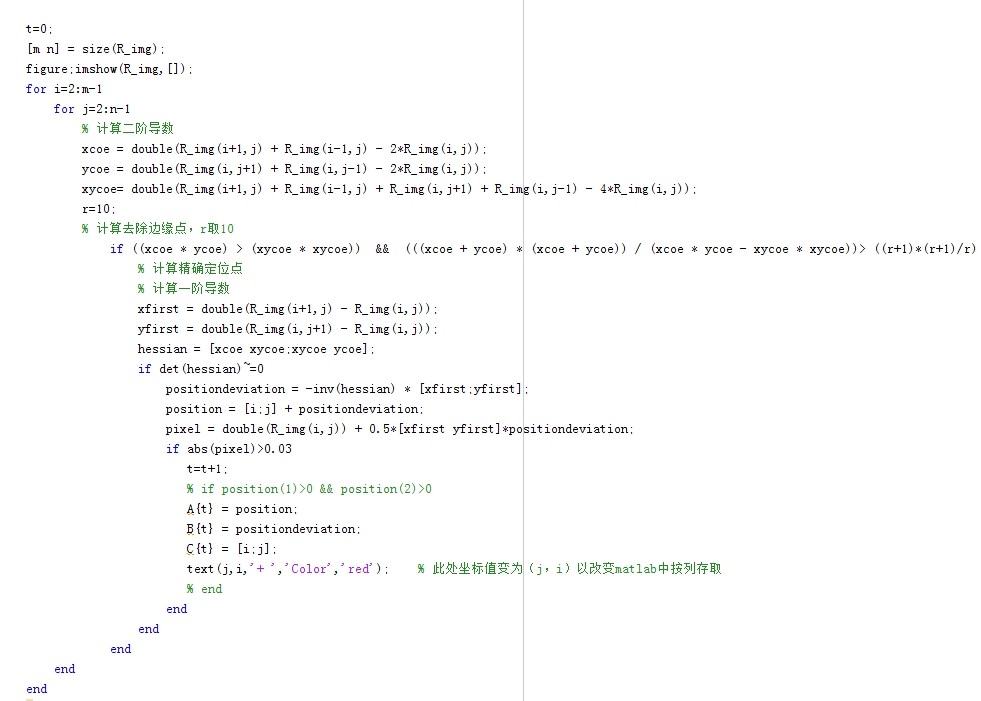 t=0;
[m n] = size(R_img);
figure;imshow(R_img,[]);
for i=2:m-1
for j=2:n-1
% 计算二阶导数
xcoe = double(R_img(i+1,j) + R_img(i-1,j) - 2*R_img(i,j));
ycoe = double(R_img(i,j+1) + R_img(i,j-1) - 2*R_img(i,j));
xycoe= double(R_img(i+1,j) + R_img(i-1,j) + R_img(i,j+1) + R_img(i,j-1) - 4*R_img(i,j));
r=10;
% 计算去除边缘点，r取10
if ((xcoe * ycoe) > (xycoe * xycoe)) && (((xcoe + ycoe) * (xcoe + ycoe)) / (xcoe * ycoe - xycoe * xycoe))> ((r+1)*(r+1)/r)
% 计算精确定位点
% 计算一阶导数
xfirst = double(R_img(i+1,j) - R_img(i,j));
yfirst = double(R_img(i,j+1) - R_img(i,j));
hessian = [xcoe xycoe;xycoe ycoe];
if det(hessian)~=0
positiondeviation = -inv(hessian) * [xfirst;yfirst];
position = [i;j] + positiondeviation;
pixel = double(R_img(i,j)) + 0.5*[xfirst yfirst]*positiondeviation;
if abs(pixel)>0.03
t=t+1;
% if position(1)>0 && position(2)>0
A{t} = position;
B{t} = positiondeviation;
C{t} = [i;j];
text(j,i,'+ ','Color','red'); % 此处坐标值变为（j，i）以改变matlab中按列存取
% end
end
end
end
end
end